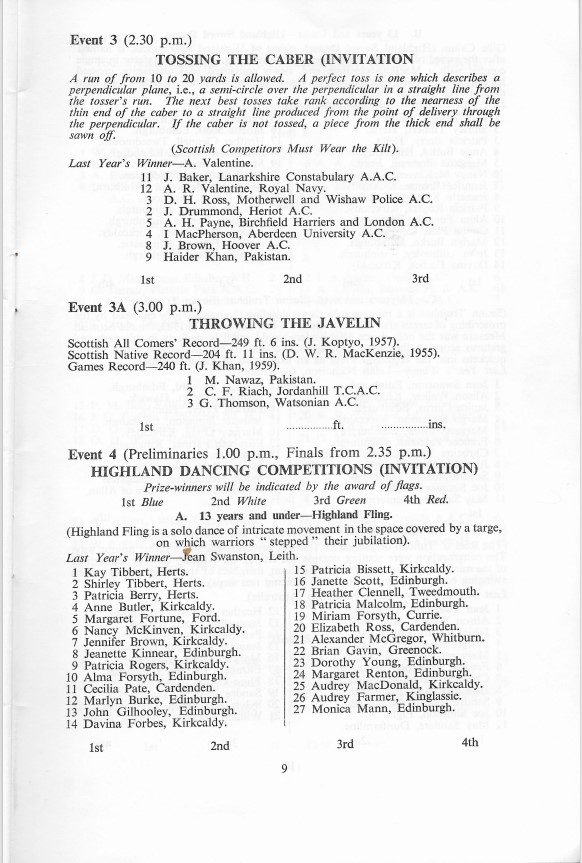 Event 3 (2.30 p.m.)
TOSSING THE CABER (INVITATION
A run of from 10 to 20 yards is allowed. A perfect toss is one which describes a
perpendicular plane, i.e., a semi-circle over the perpendicular in a straight line from
the tosser's run. The next best tosses take rank according to the nearness of the
thin end of the caber to a straight line produced from the point of delivery through
the perpendicular. If the caber is not tossed, a piece from the thick end shall be
sawn off.
(Scottish Competitors Must Wear the Kilt).
Last Year's Winner—A. Valentine.
11 J. Baker, Lanarkshire Constabulary A.A.C.
12 A. R. Valentine, Royal Navy.
3 D. H. Ross, Motherwell and Wishaw Police A.C.
2 J. Drummond, Heriot A.C.
5 A. H. Payne, Birchfield Harriers and London A.C.
4 I MacPherson, Aberdeen University A.C.
8 J. Brown, Hoover A.C.
9 Haider Khan, Pakistan.
1st 2nd 3rd
Event 3A (3.00 p.m.)
THROWING THE JAVELIN
Scottish All Comers' Record—249 ft. 6 ins. (J. Koptyo, 1957).
Scottish Native Record—204 ft. 11 ins. (D. W. R. MacKenzie, 1955).
Games Record—240 ft. (J. Khan, 1959).
1 M. Nawaz, Pakistan.
2 C. F. Riach, Jordanhill T.C.A.C.
3 G. Thomson, Watsonian A.C.
1st ................ft. ................ins.
Event 4 (Preliminaries 1.00 p.m., Finals from 2.35 p.m.)
HIGHLAND DANCING COMPETITIONS (INVITATION)
Prize-winners will be indicated by the award of flags.
1st Blue 2nd White 3rd Green 4th Red.
A. 13 years and under—Highland Fling.
(Highland Fling is a solo dance of intricate movement in the space covered by a targe,
on which warriors " stepped " their jubilation).
Last Year's Winner—Jean Swanston, Leith.
1 Kay Tibbert, Herts.
2 Shirley Tibbert, Herts.
3 Patricia Berry, Herts.
4 Anne Butler, Kirkcaldy.
5 Margaret Fortune, Ford.
6 Nancy McKinven, Kirkcaldy.
7 Jennifer Brown, Kirkcaldy.
8 Jeanette Kinnear, Edinburgh.
9 Patricia Rogers, Kirkcaldy.
10 Alma Forsyth, Edinburgh.
11 Cecilia Pate, Cardenden.
12 Marlyn Burke, Edinburgh.
13 John Gilhooley, Edinburgh.
14 Davina Forbes, Kirkcaldy.
15 Patricia Bissett, Kirkcaldy.
16 Janette Scott, Edinburgh.
17 Heather Clennell, Tweedmouth.
18 Patricia Malcolm, Edinburgh.
19 Miriam Forsyth, Currie.
20 Elizabeth Ross, Cardenden.
21 Alexander McGregor, Whitburn.
22 Brian Gavin, Greenock.
23 Dorothy Young, Edinburgh.
24 Margaret Renton, Edinburgh.
25 Audrey MacDonald, Kirkcaldy.
26 Audrey Farmer, Kinglassie.
27 Monica Mann, Edinburgh.
1st 2nd 3rd 4th
9